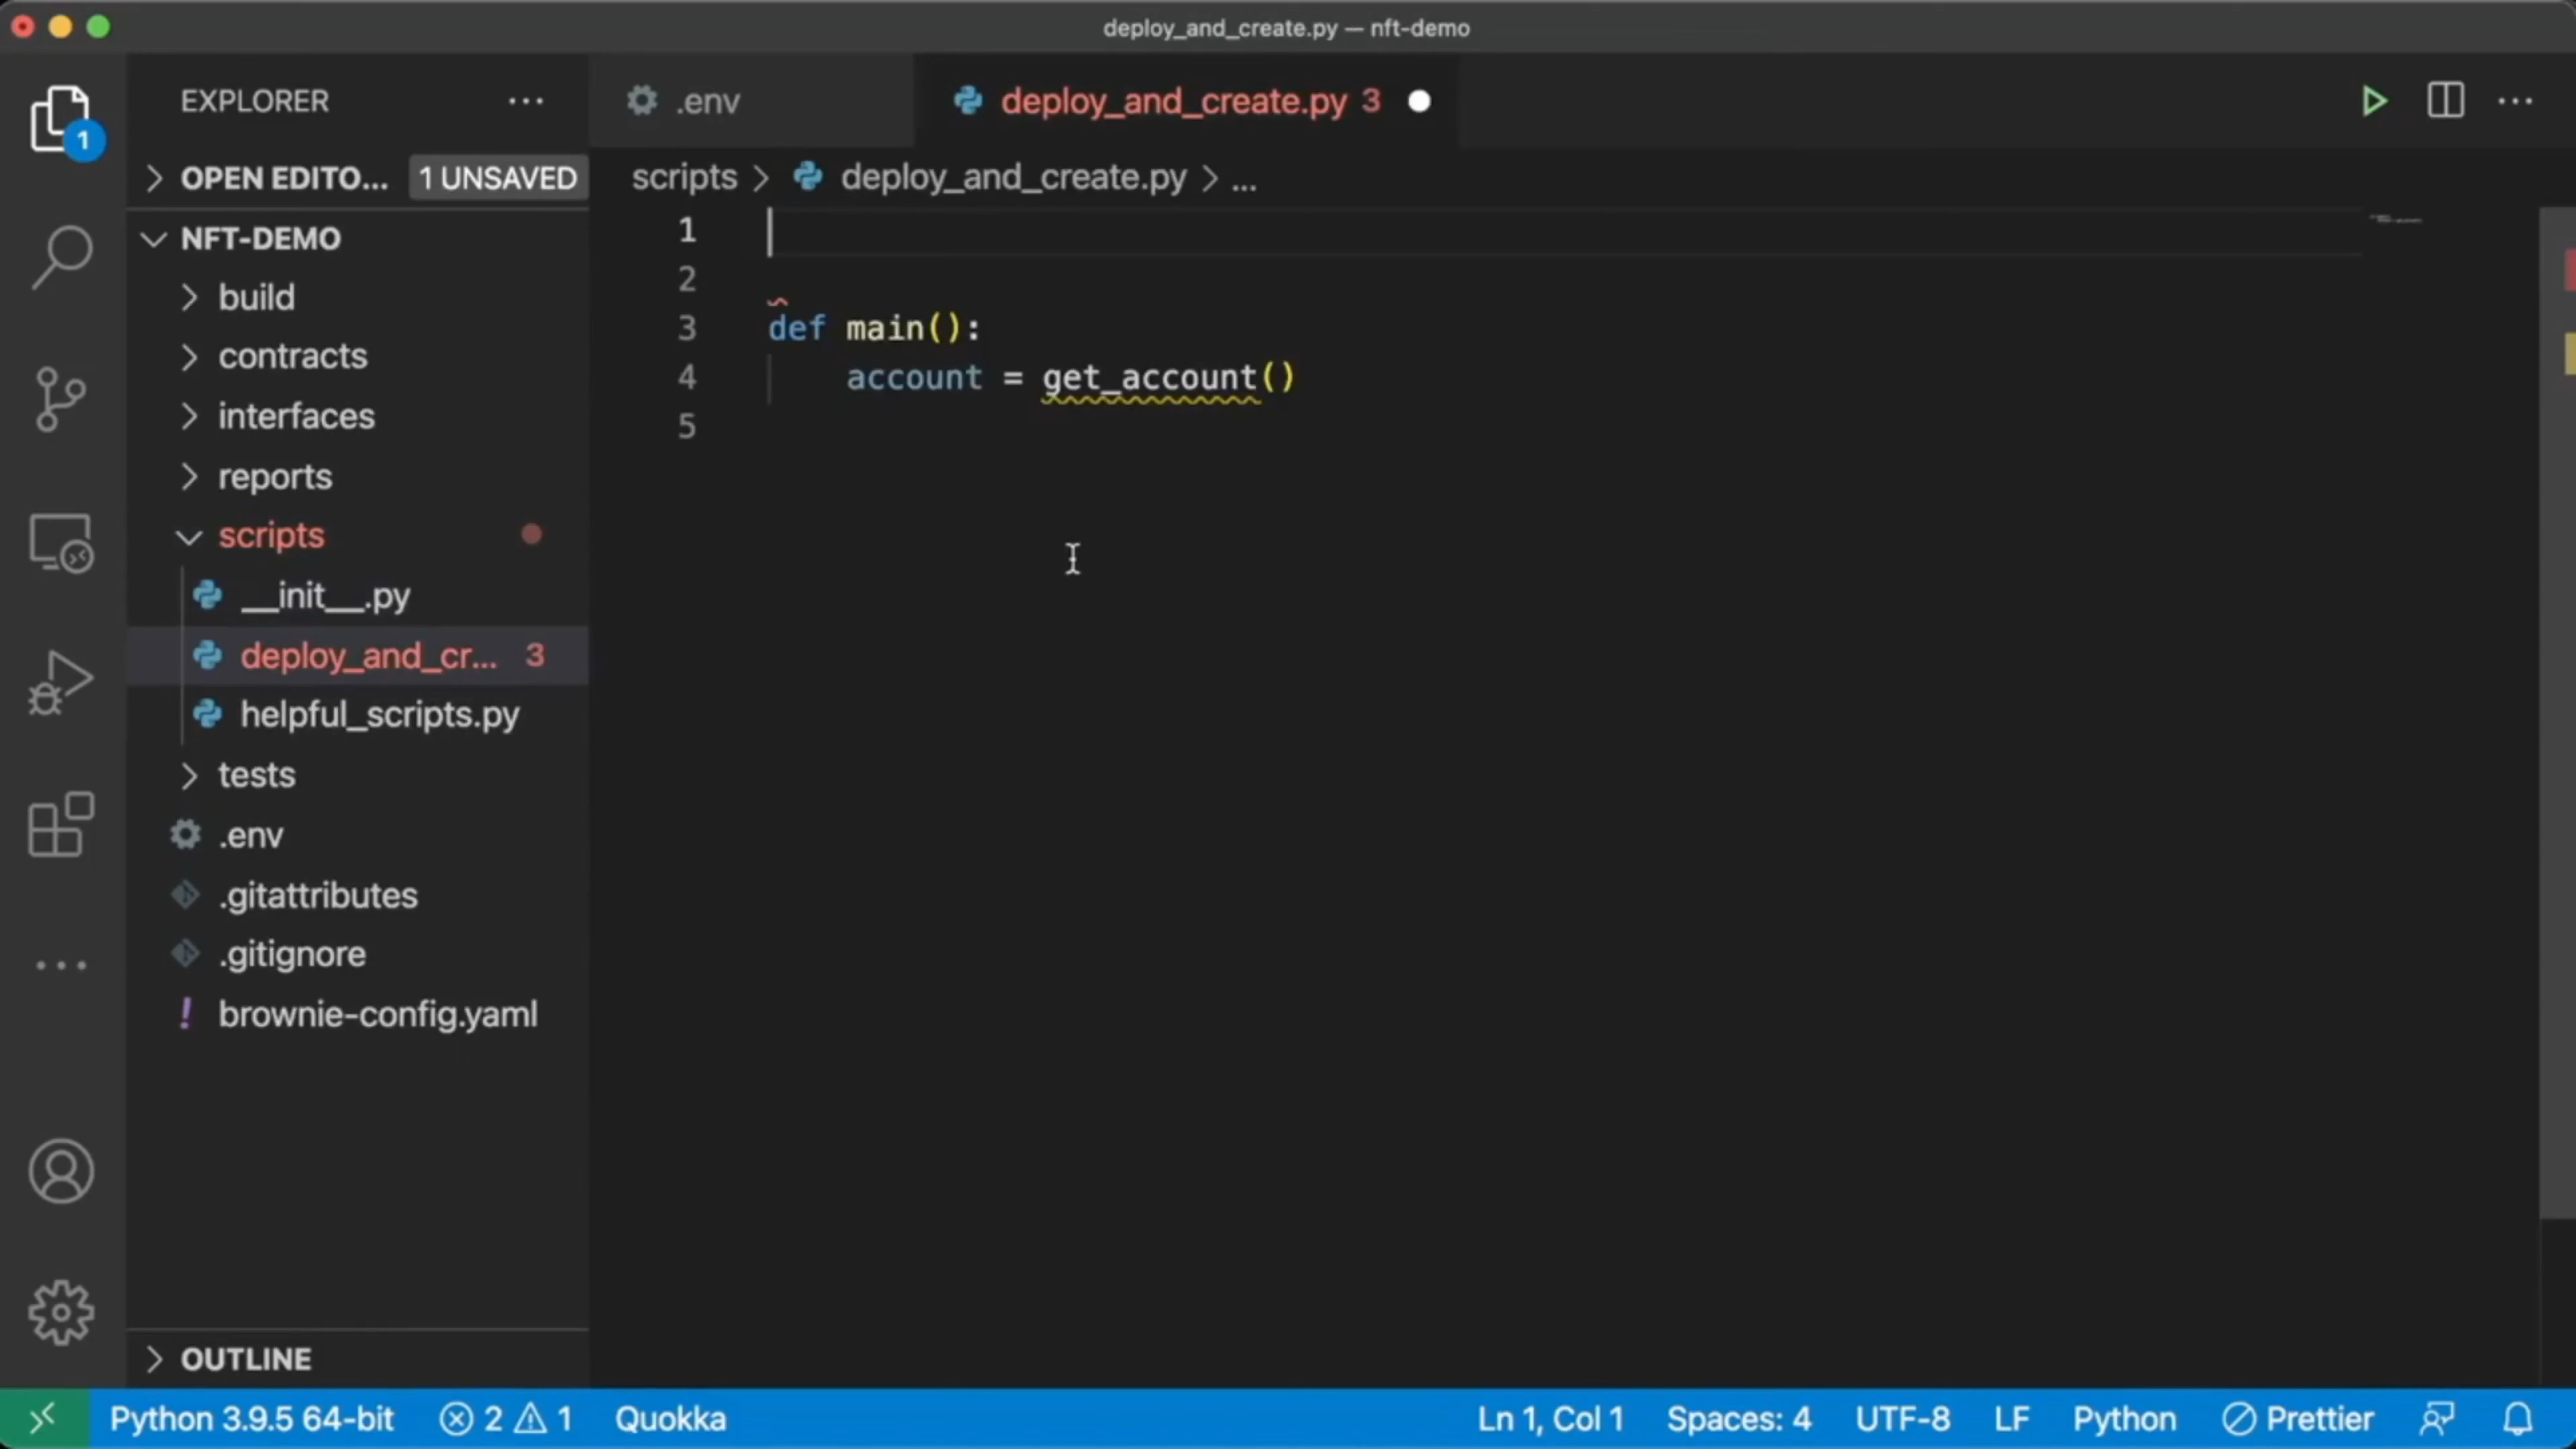 deploy_and_create.py — nft-demo
EXPLORER
.env
deploy_and_create.py 3
1
OPEN EDITO... 1 UNSAVED
scripts > deploy_and_create.py > ...
NFT-DEMO
build
contracts
interfaces
reports
scripts
__init__.py
deploy_and_cr... 3
helpful_scripts.py
tests
.env
.gitattributes
.gitignore
brownie-config.yaml
OUTLINE
1
2
3 def main():
4 account = get_account()
5
Python 3.9.5 64-bit 2 1 Quokka Ln 1, Col 1 Spaces: 4 UTF-8 LF Python Prettier